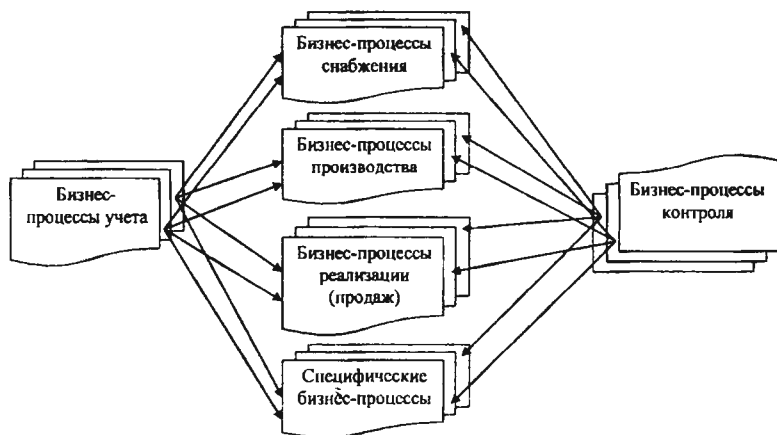 Бизнес-процессы
снабжения
Бизнес-процессы
производства
Бизнес-
процессы учета
Бизнес-процессы
контроля
Бизнес-процессы
реализации
(продаж)
Специфические
бизнес-процессы